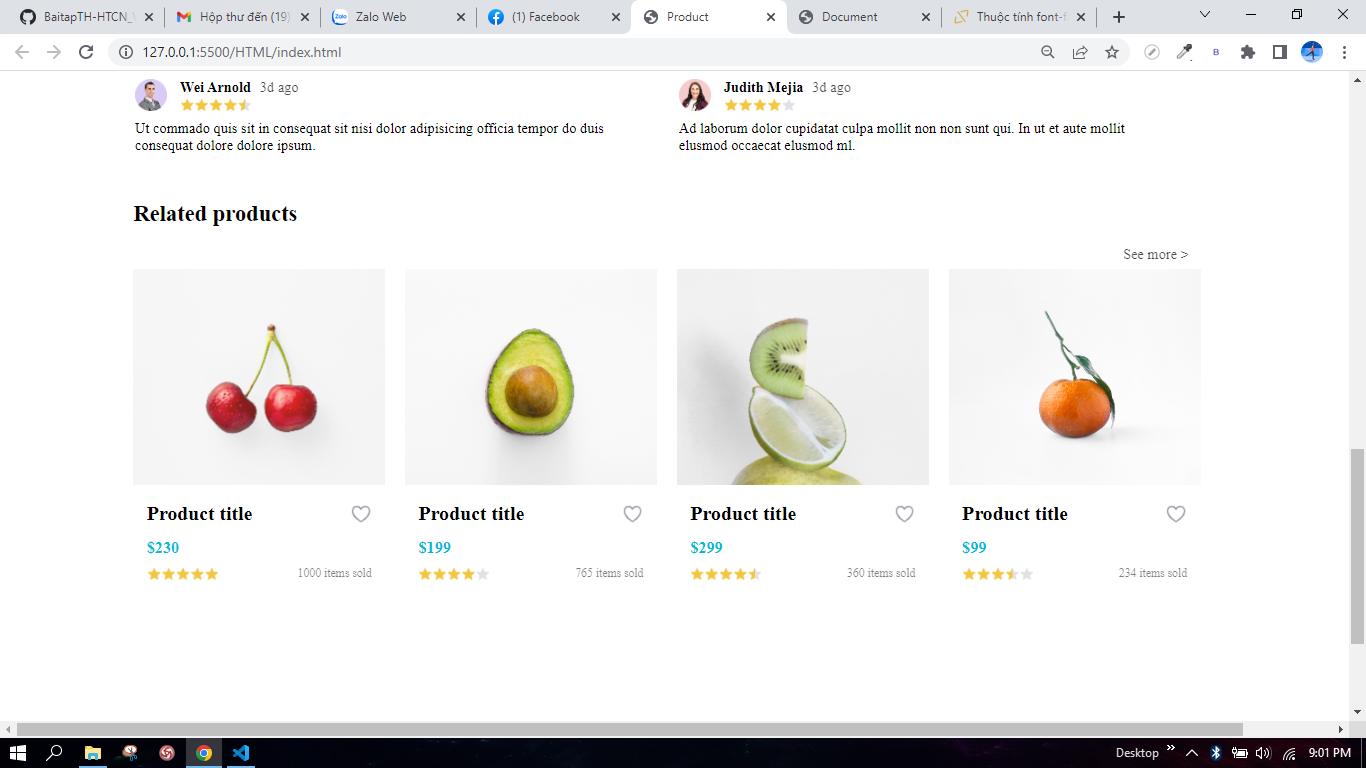 BaitapTH-HTCN_
Hộp thư đến (19)
Zalo
Zalo Web
(1) Facebook
Product
Document
Thuộc tính font-f
127.0.0.1:5500/HTML/index.html
B
Wei Arnold 3d ago
Ut commodo quis sit in consequat sit nisi dolor adipisicing officia tempor do duis
consequat dolore dolore ipsum.
Judith Mejia 3d ago
Ad laborum dolor cupidatat culpa mollit non non sunt qui. In ut et aute mollit
elusmod occaecat elusmod ml.
Related products
See more >
Product title
$230
1000 items sold
Product title
$199
765 items sold
Product title
$299
360 items sold
Product title
$99
234 items sold
Desktop
9:01 PM